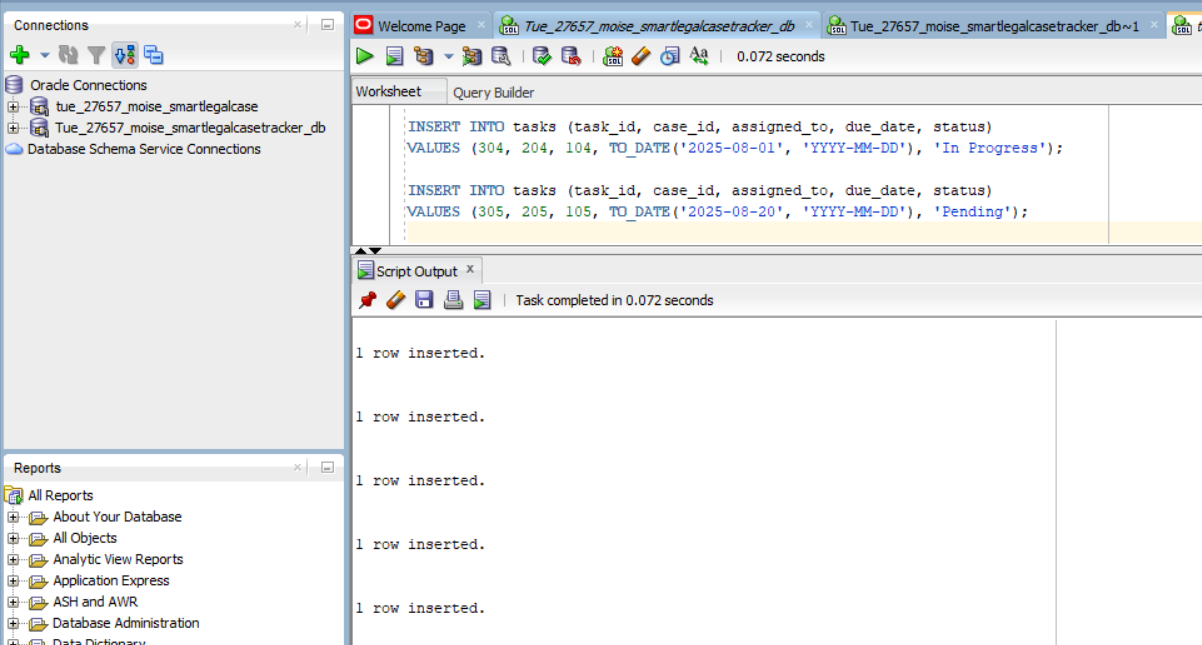 Connections
Oracle Connections
tue_27657_moise_smartlegalcase
Tue_27657_moise_smartlegalcasetracker_db
Database Schema Service Connections
Reports
All Reports
About Your Database
All Objects
Analytic View Reports
Application Express
ASH and AWR
Database Administration
Data Dictionary
Welcome Page
Tue_27657_moise_smartlegalcasetracker_db
Tue_27657_moise_smartlegalcasetracker_db~1
0.072 seconds
Worksheet
Query Builder
INSERT INTO tasks (task_id, case_id, assigned_to, due_date, status)
VALUES (304, 204, 104, TO_DATE('2025-08-01', 'YYYY-MM-DD'), 'In Progress');
INSERT INTO tasks (task_id, case_id, assigned_to, due_date, status)
VALUES (305, 205, 105, TO_DATE('2025-08-20', 'YYYY-MM-DD'), 'Pending');
Script Output
Task completed in 0.072 seconds
1 row inserted.
1 row inserted.
1 row inserted.
1 row inserted.
1 row inserted.